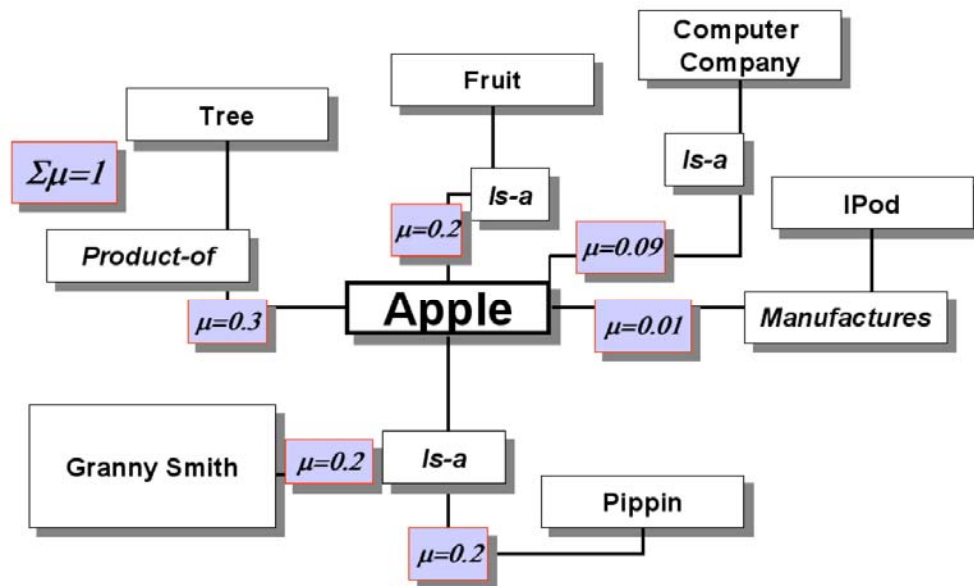 Computer
Company
Fruit
Tree
Σμ=1
Is-a
Is-a
IPod
μ=0.2
μ=0.09
Product-of
Apple
μ=0.3
μ=0.01
Manufactures
Granny Smith
μ=0.2
Is-a
Pippin
μ=0.2